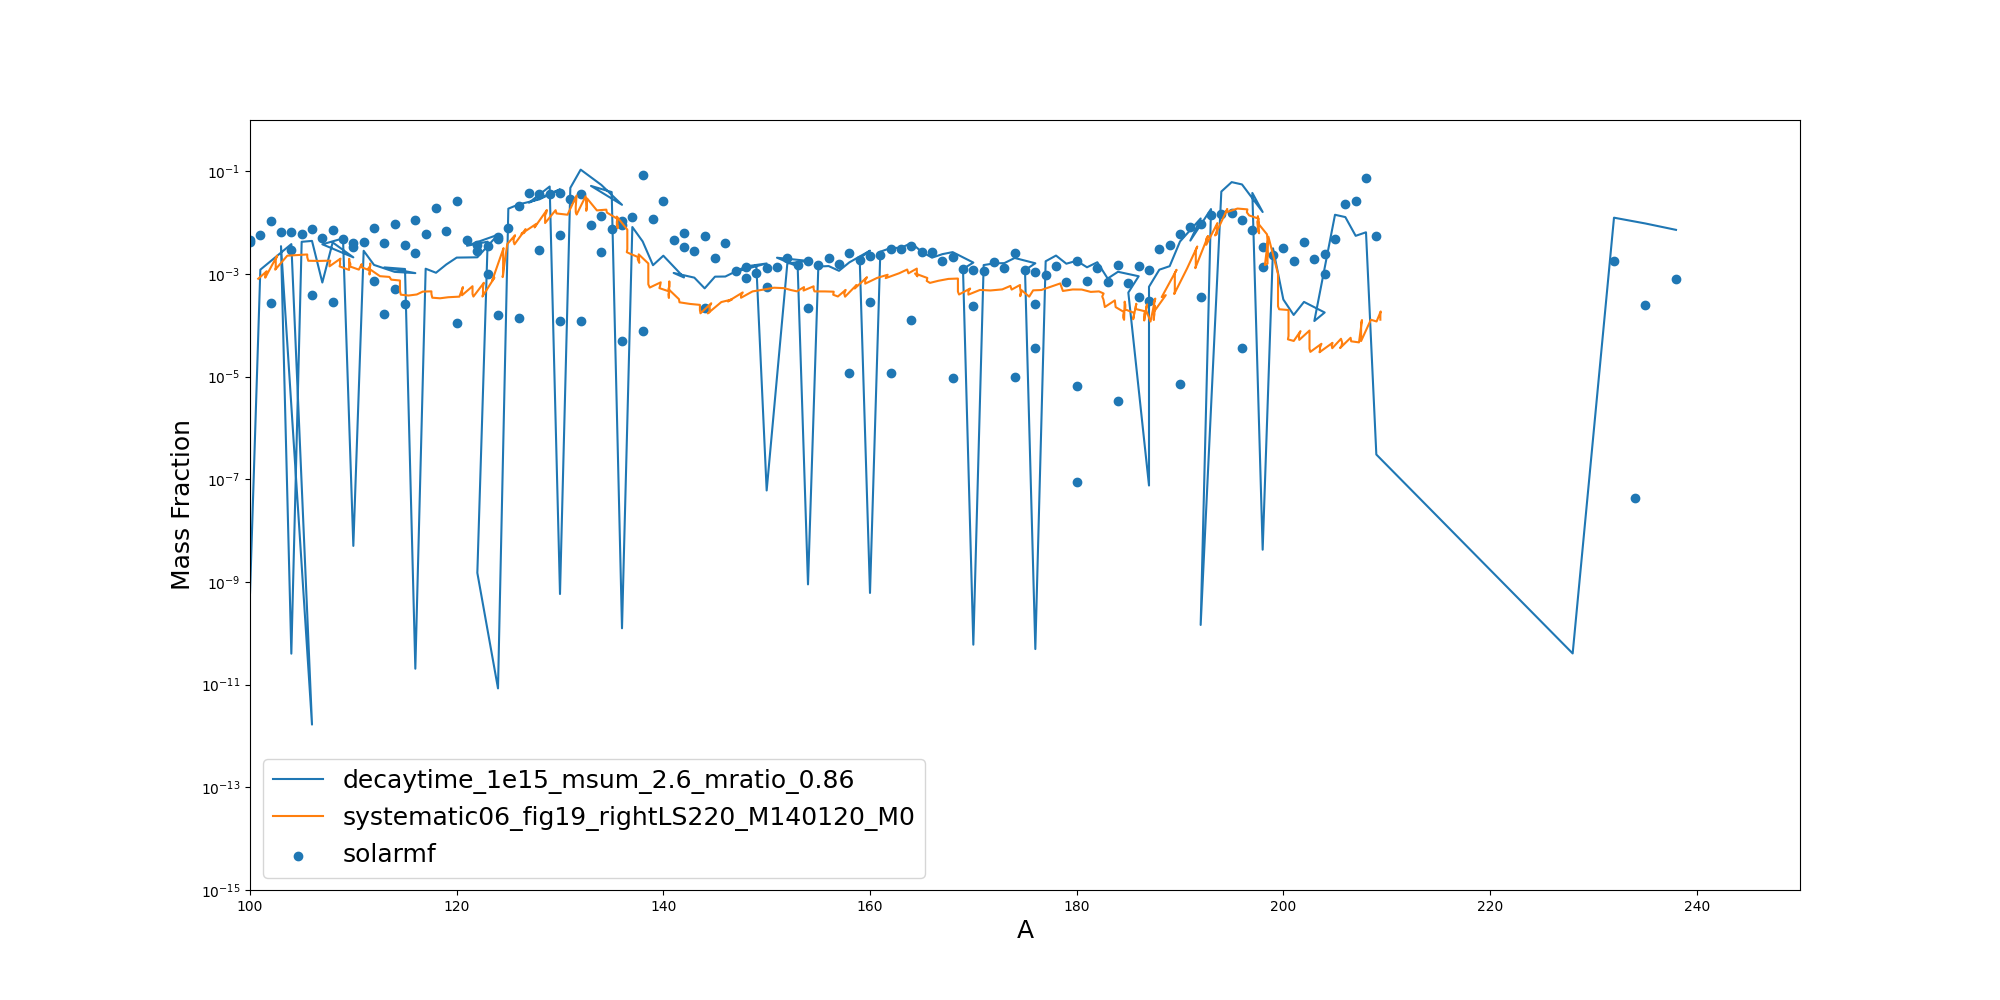 10⁻¹
10⁻³
10⁻⁵
10⁻⁷
10⁻⁹
10⁻¹¹
10⁻¹³
10⁻¹⁵
Mass Fraction
decaytime_1e15_msum_2.6_mratio_0.86
systematic06_fig19_rightLS220_M140120_M0
solarmf
100 120 140 160 180 200 220 240
A